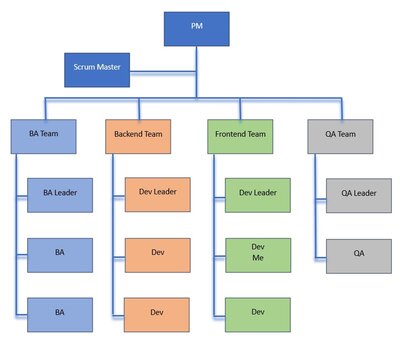 PM
Scrum Master
BA Team
Backend Team
Frontend Team
QA Team
BA Leader
Dev Leader
Dev Leader
QA Leader
BA
Dev
Dev
Me
QA
BA
Dev
Dev